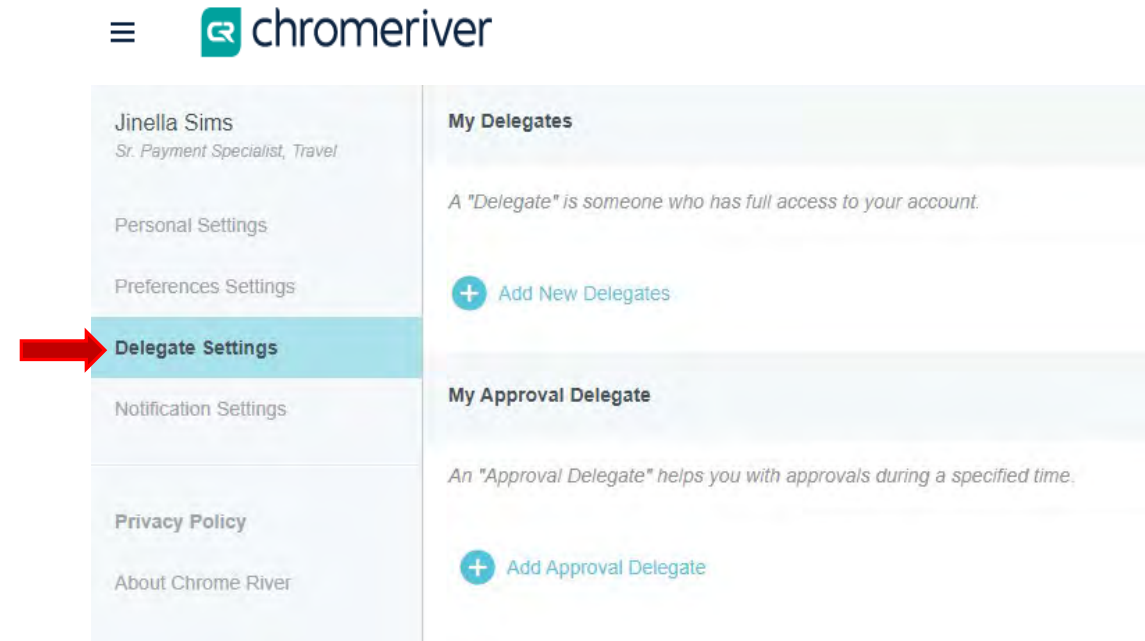 CR chromeriver
Jinella Sims
Sr. Payment Specialist, Travel
Personal Settings
Preferences Settings
Delegate Settings
Notification Settings
Privacy Policy
About Chrome River
My Delegates
A "Delegate" is someone who has full access to your account.
Add New Delegates
My Approval Delegate
An "Approval Delegate" helps you with approvals during a specified time.
Add Approval Delegate